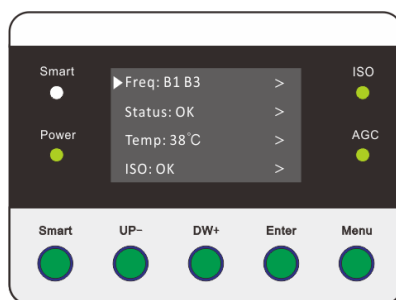 Smart
ISO
Freq: B1 B3 >
Status: OK >
Power
AGC
Temp: 38℃ >
ISO: OK >
Smart UP− DW+ Enter Menu